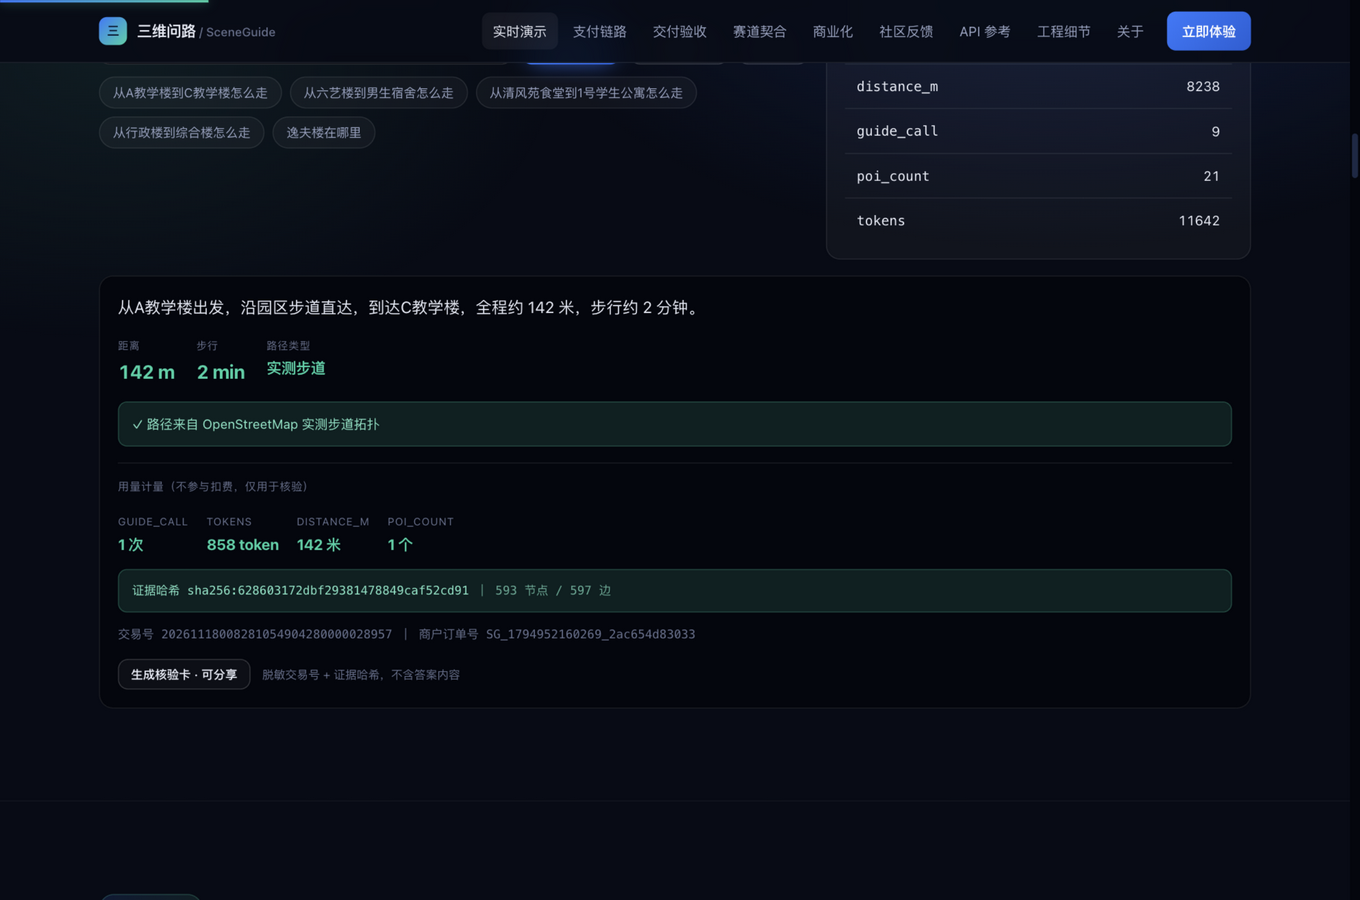 三 三维问路 / SceneGuide 实时演示 支付链路 交付验收 赛道契合 商业化 社区反馈 API 参考 工程细节 关于 立即体验
从A教学楼到C教学楼怎么走 从六艺楼到男生宿舍怎么走 从清风苑食堂到1号学生公寓怎么走
从行政楼到综合楼怎么走 逸夫楼在哪里
distance_m 8238
guide_call 9
poi_count 21
tokens 11642
从A教学楼出发，沿园区步道直达，到达C教学楼，全程约 142 米，步行约 2 分钟。
距离 步行 路径类型
142 m 2 min 实测步道
✓ 路径来自 OpenStreetMap 实测步道拓扑
用量计量（不参与扣费，仅用于核验）
GUIDE_CALL TOKENS DISTANCE_M POI_COUNT
1 次 858 token 142 米 1 个
证据哈希 sha256:628603172dbf29381478849caf52cd91 | 593 节点 / 597 边
交易号 2026111800828105490428000002８957 | 商户订单号 SG_1794952160269_2ac654d83033
生成核验卡 · 可分享 脱敏交易号 + 证据哈希，不含答案内容